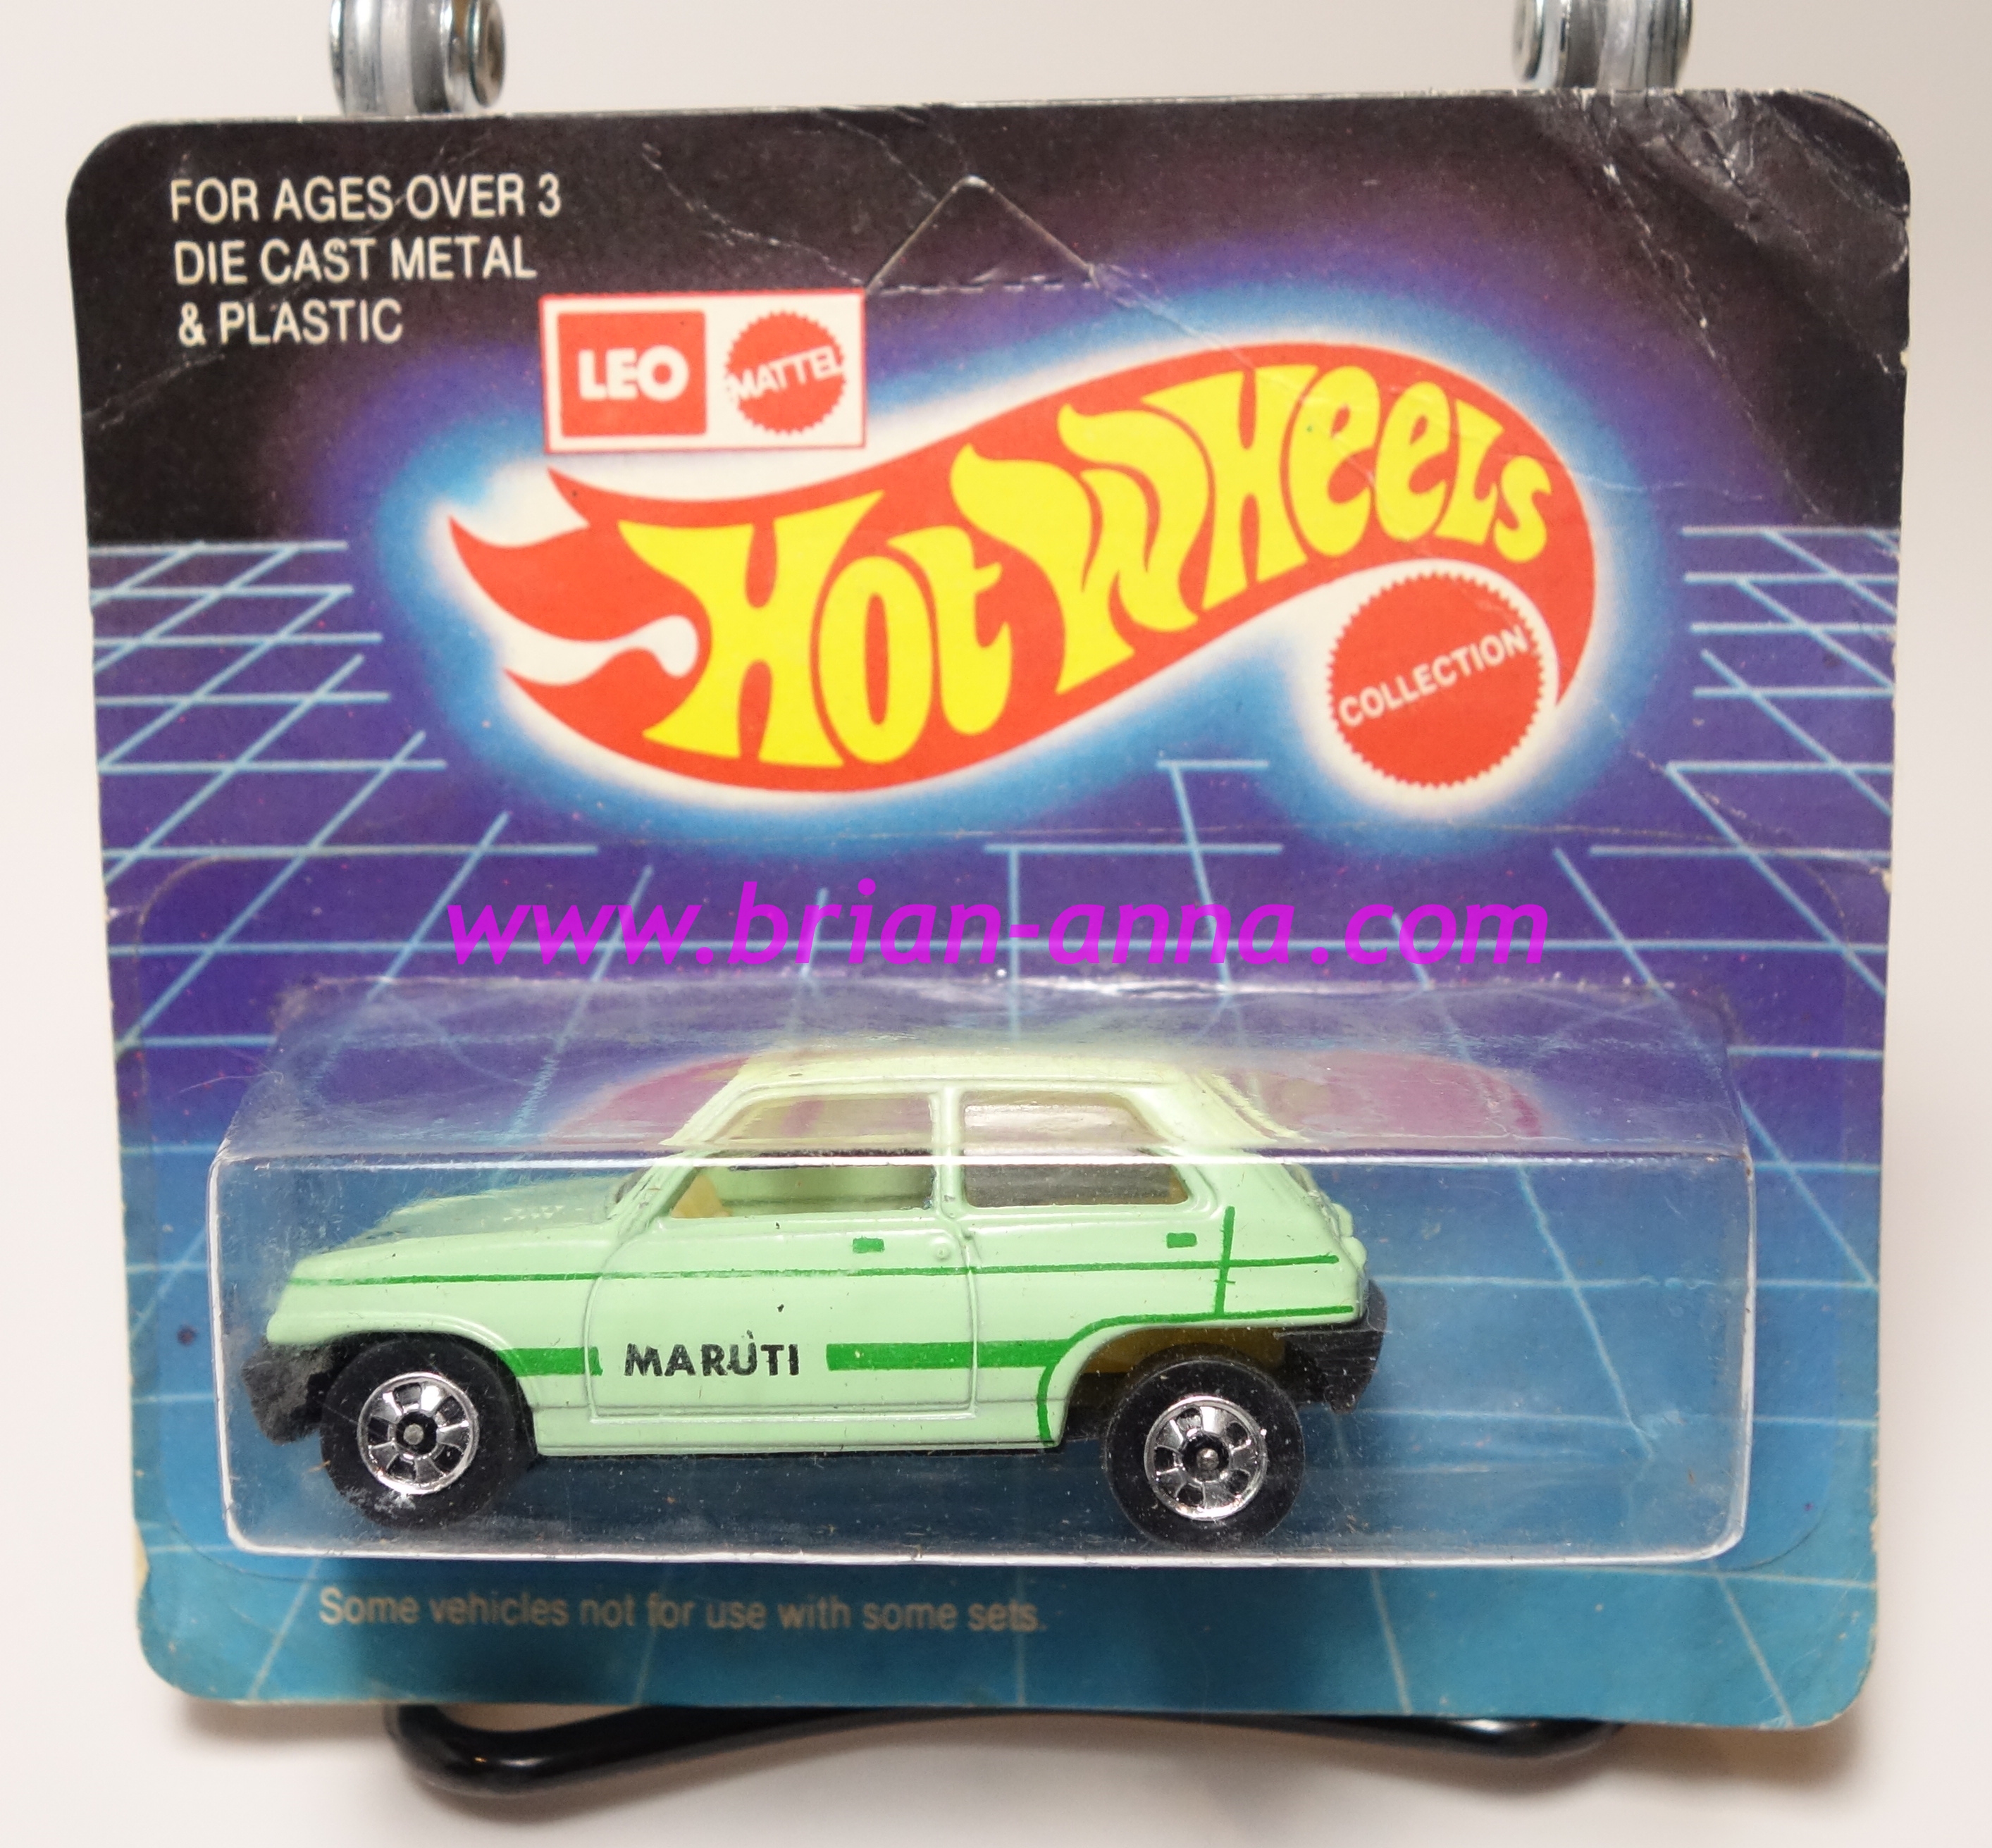 FOR AGES OVER 3
DIE CAST METAL
& PLASTIC
LEO
MATTEL
HOT WHEELS
COLLECTION
www.brian-anna.com
MARUTI
Some vehicles not for use with some sets.